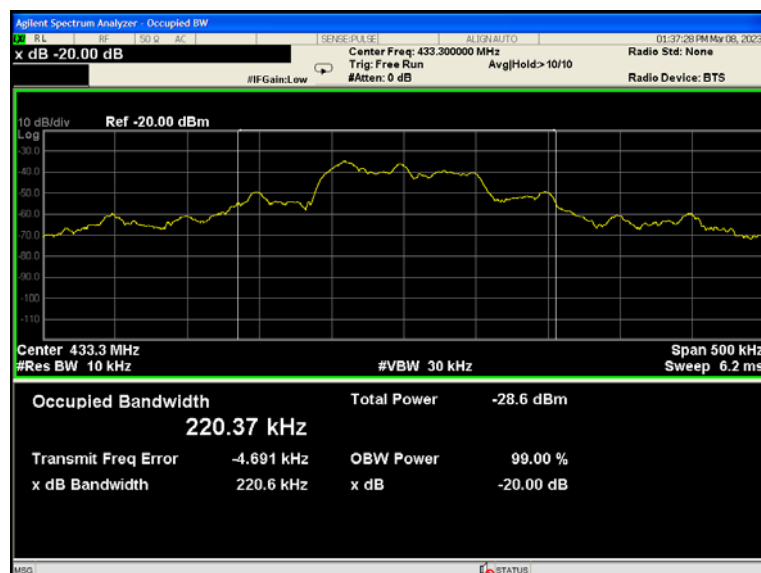 Agilent Spectrum Analyzer - Occupied BW
RL RF 50 Ω AC SENSE:PULSE ALIGN AUTO 01:37:28 PM Mar 08, 2023
x dB -20.00 dB Center Freq: 433.300000 MHz Radio Std: None
Trig: Free Run Avg|Hold:> 10/10
#IFGain:Low #Atten: 0 dB Radio Device: BTS
10 dB/div Ref -20.00 dBm
Log
-30.0
-40.0
-50.0
-60.0
-70.0
-80.0
-90.0
-100
-110
Center 433.3 MHz Span 500 kHz
#Res BW 10 kHz #VBW 30 kHz Sweep 6.2 ms
Occupied Bandwidth Total Power -28.6 dBm
220.37 kHz
Transmit Freq Error -4.691 kHz OBW Power 99.00 %
x dB Bandwidth 220.6 kHz x dB -20.00 dB
MSG STATUS